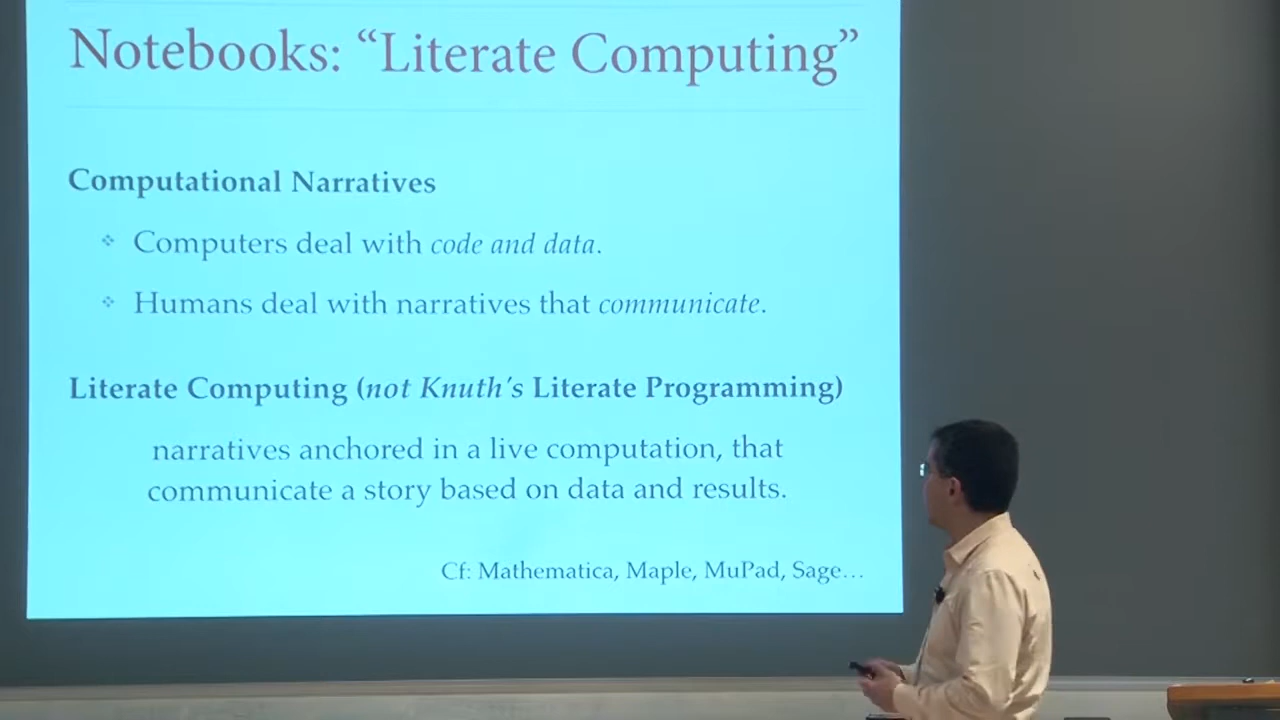 Notebooks: “Literate Computing”
Computational Narratives
❖ Computers deal with code and data.
❖ Humans deal with narratives that communicate.
Literate Computing (not Knuth’s Literate Programming)
narratives anchored in a live computation, that
communicate a story based on data and results.
Cf: Mathematica, Maple, MuPad, Sage…